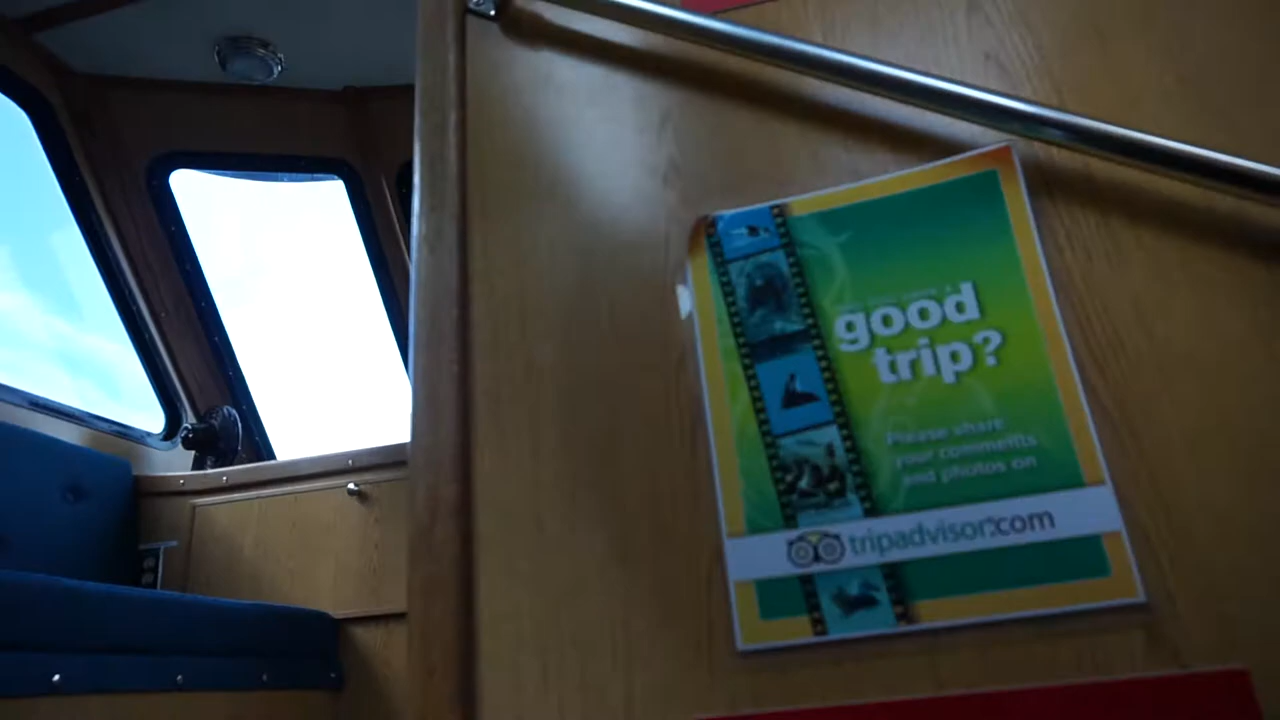 good
trip?
Please share
your comments
and photos on
tripadvisor.com